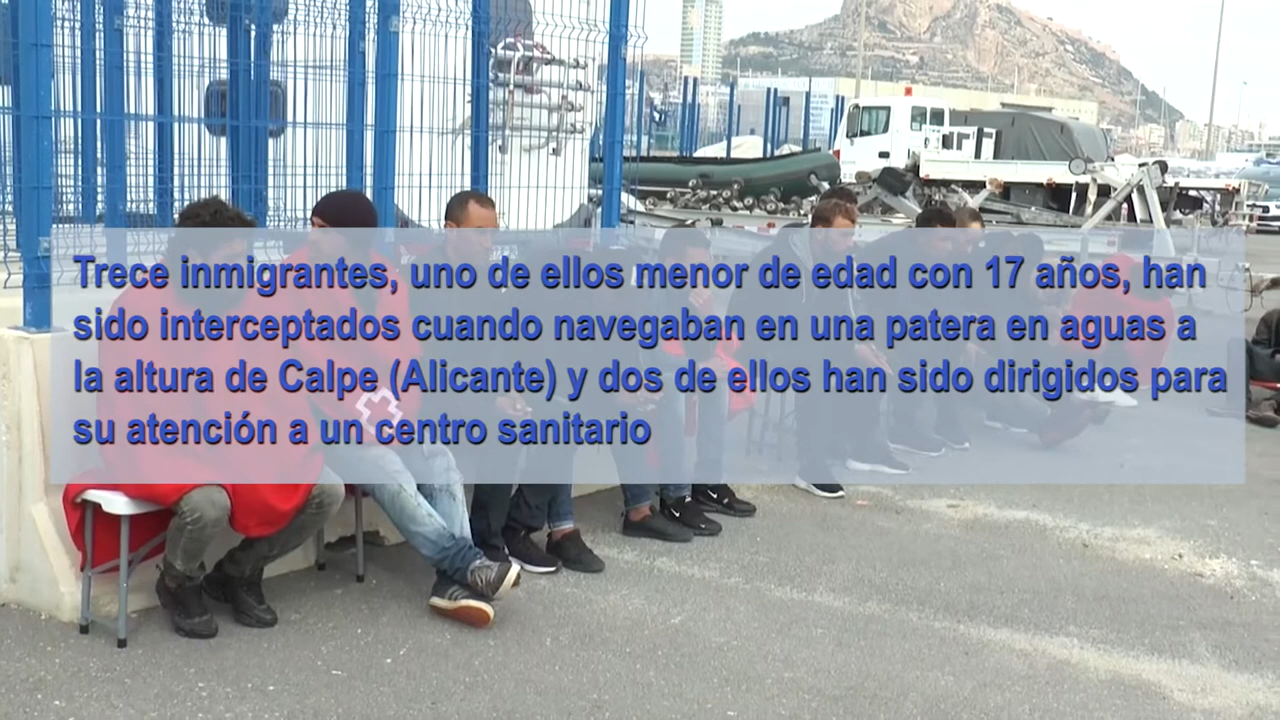 Trece inmigrantes, uno de ellos menor de edad con 17 años, han
sido interceptados cuando navegaban en una patera en aguas a
la altura de Calpe (Alicante) y dos de ellos han sido dirigidos para
su atención a un centro sanitario